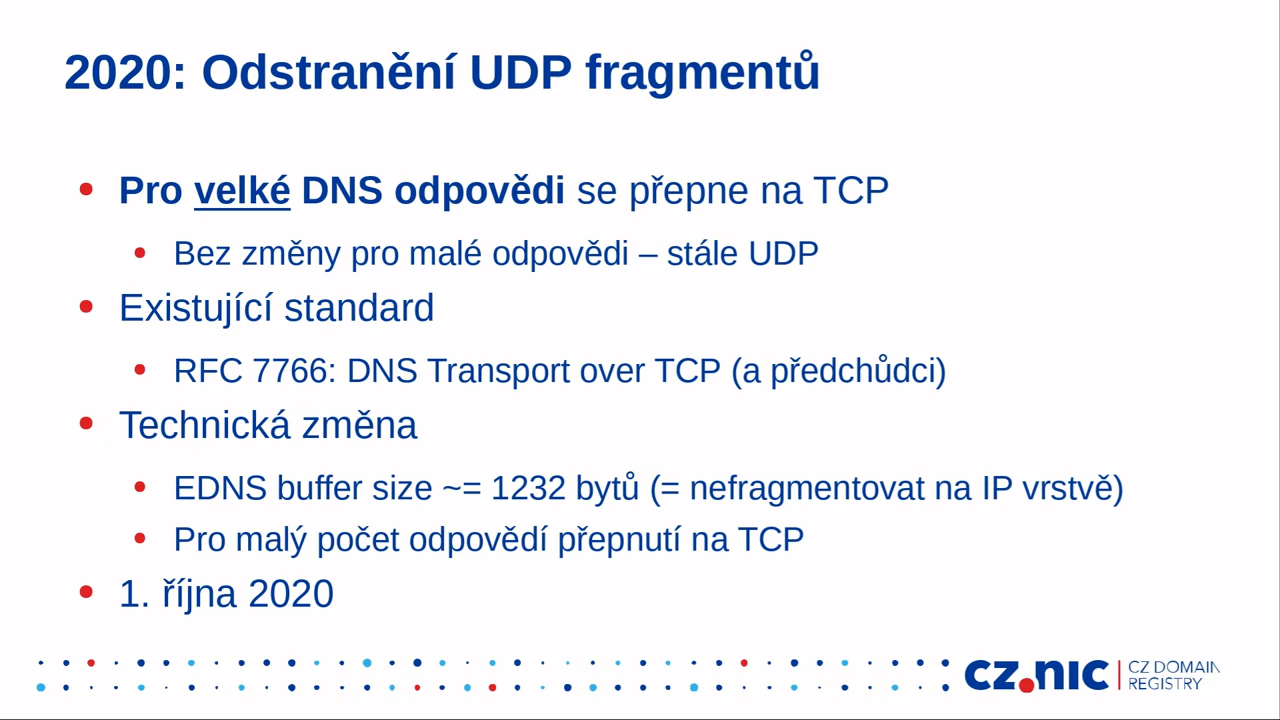 2020: Odstranění UDP fragmentů
Pro velké DNS odpovědi se přepne na TCP
Bez změny pro malé odpovědi – stále UDP
Existující standard
RFC 7766: DNS Transport over TCP (a předchůdci)
Technická změna
EDNS buffer size ~= 1232 bytů (= nefragmentovat na IP vrstvě)
Pro malý počet odpovědí přepnutí na TCP
1. října 2020
CZ.NIC
CZ DOMAIN
REGISTRY